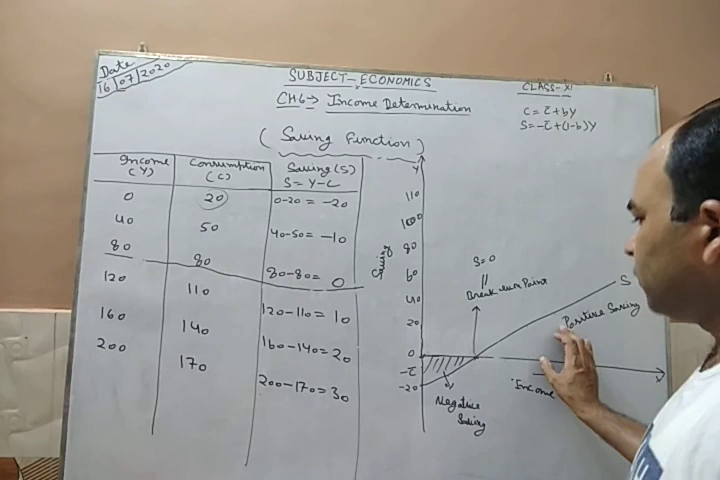 Date
16/07/2020
SUBJECT-ECONOMICS
CLASS-XI
CH6-> Income Determination
C = c̄ + bY
S = -c̄ + (1-b)Y
(Saving Function)
Income (Y)
Consumption (C)
Saving (S)
S = Y-C
0 20 0-20 = -20
40 50 40-50 = -10
80 80 80-80 = 0
120 110 120-110 = 10
160 140 160-140 = 20
200 170 200-170 = 30
Y
110
100
80
60
40
20
0
-c̄
-20
Saving
S=0
Break even Point
S
Positive Saving
Negative
Saving
Income
X